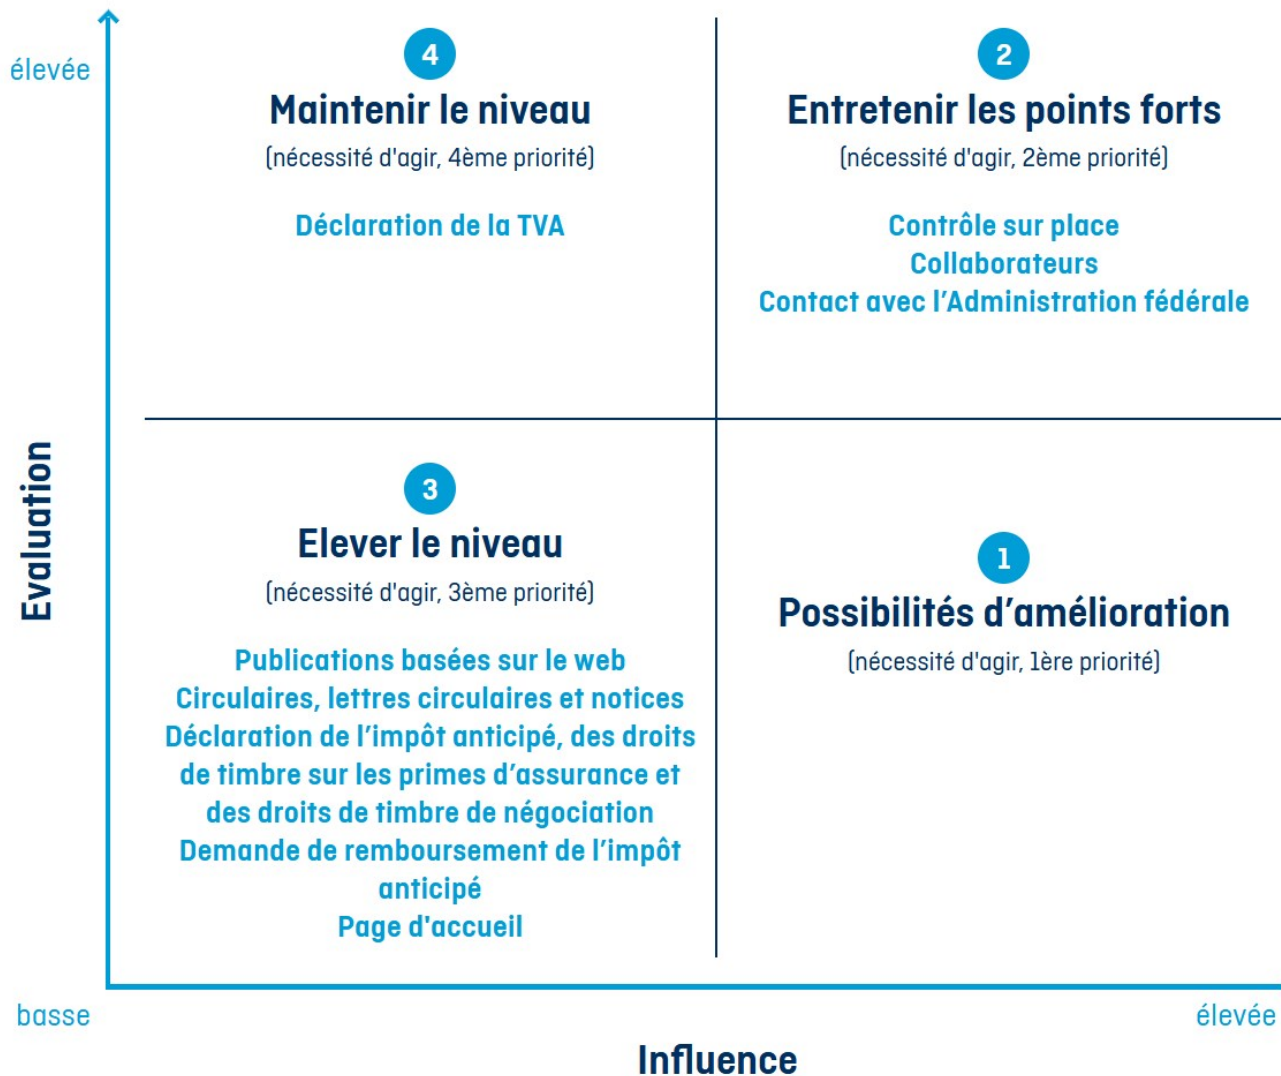 élevée
4
Maintenir le niveau
(nécessité d'agir, 4ème priorité)
Déclaration de la TVA
2
Entretenir les points forts
(nécessité d'agir, 2ème priorité)
Contrôle sur place
Collaborateurs
Contact avec l’Administration fédérale
Evaluation
3
Elever le niveau
(nécessité d'agir, 3ème priorité)
Publications basées sur le web
Circulaires, lettres circulaires et notices
Déclaration de l’impôt anticipé, des droits
de timbre sur les primes d’assurance et
des droits de timbre de négociation
Demande de remboursement de l’impôt
anticipé
Page d'accueil
1
Possibilités d’amélioration
(nécessité d'agir, 1ère priorité)
basse
élevée
Influence